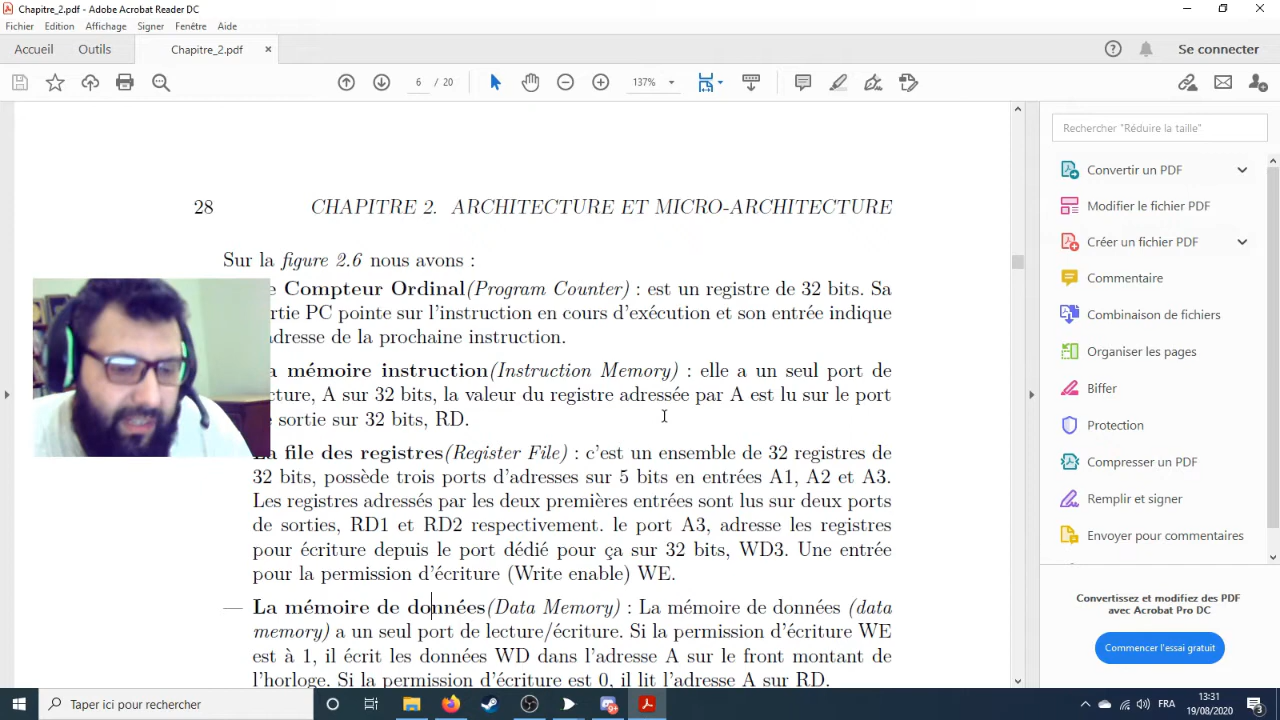 Chapitre_2.pdf - Adobe Acrobat Reader DC
Fichier Edition Affichage Signer Fenêtre Aide
Accueil Outils Chapitre_2.pdf × Se connecter
6 / 20 137%
Rechercher "Réduire la taille"
Convertir un PDF
Modifier le fichier PDF
Créer un fichier PDF
Commentaire
Combinaison de fichiers
Organiser les pages
Biffer
Protection
Compresser un PDF
Remplir et signer
Envoyer pour commentaires
Convertissez et modifiez des PDF
avec Acrobat Pro DC
Commencer l'essai gratuit
28 CHAPITRE 2. ARCHITECTURE ET MICRO-ARCHITECTURE
Sur la figure 2.6 nous avons :
Compteur Ordinal(Program Counter) : est un registre de 32 bits. Sa
PC pointe sur l'instruction en cours d'exécution et son entrée indique
de la prochaine instruction.
mémoire instruction(Instruction Memory) : elle a un seul port de
A sur 32 bits, la valeur du registre adressée par A est lu sur le port
sortie sur 32 bits, RD.
La file des registres(Register File) : c'est un ensemble de 32 registres de
32 bits, possède trois ports d'adresses sur 5 bits en entrées A1, A2 et A3.
Les registres adressés par les deux premières entrées sont lus sur deux ports
de sorties, RD1 et RD2 respectivement. le port A3, adresse les registres
pour écriture depuis le port dédié pour ça sur 32 bits, WD3. Une entrée
pour la permission d'écriture (Write enable) WE.
— La mémoire de données(Data Memory) : La mémoire de données (data
memory) a un seul port de lecture/écriture. Si la permission d'écriture WE
est à 1, il écrit les données WD dans l'adresse A sur le front montant de
l'horloge. Si la permission d'écriture est 0, il lit l'adresse A sur RD.
Taper ici pour rechercher
FRA
13:31
19/08/2020